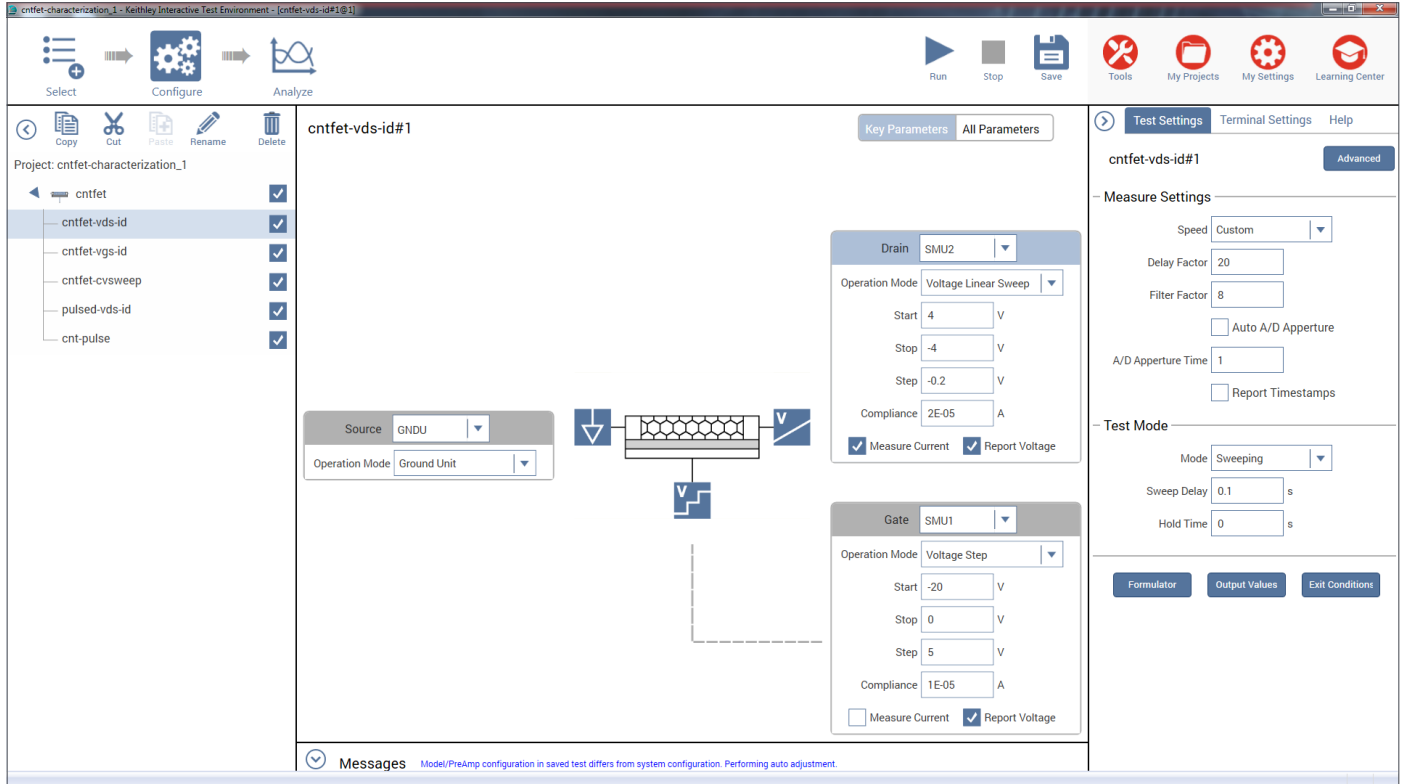 cntfet-characterization_1 - Keithley Interactive Test Environment - [cntfet-vds-id#1@1]
Select
Configure
Analyze
Run
Stop
Save
Tools
My Projects
My Settings
Learning Center
Copy
Cut
Paste
Rename
Delete
Project: cntfet-characterization_1
cntfet
cntfet-vds-id
cntfet-vgs-id
cntfet-cvsweep
pulsed-vds-id
cnt-pulse
cntfet-vds-id#1
Key Parameters All Parameters
Source GNDU
Operation Mode Ground Unit
V
V
Drain SMU2
Operation Mode Voltage Linear Sweep
Start 4 V
Stop -4 V
Step -0.2 V
Compliance 2E-05 A
Measure Current Report Voltage
Gate SMU1
Operation Mode Voltage Step
Start -20 V
Stop 0 V
Step 5 V
Compliance 1E-05 A
Measure Current Report Voltage
Messages Model/PreAmp configuration in saved test differs from system configuration. Performing auto adjustment.
Test Settings Terminal Settings Help
cntfet-vds-id#1 Advanced
Measure Settings
Speed Custom
Delay Factor 20
Filter Factor 8
Auto A/D Apperture
A/D Apperture Time 1
Report Timestamps
Test Mode
Mode Sweeping
Sweep Delay 0.1 s
Hold Time 0 s
Formulator Output Values Exit Conditions